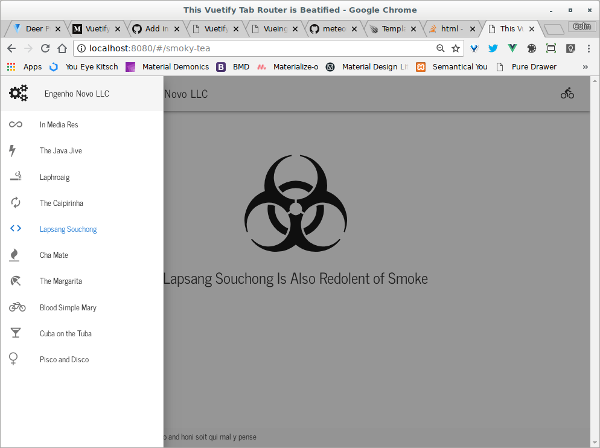 This Vuetify Tab Router is Beatified - Google Chrome
Deer P
Vuetify
Add in
Vuetify
Vueing
meteo
Templ
html -
This V
Colin
localhost:8080/#/smoky-tea
Apps
You Eye Kitsch
Material Demonics
BMD
Materialize-o
Material Design Li
Semantical You
Pure Drawer
Engenho Novo LLC
Novo LLC
In Media Res
The Java Jive
Laphroaig
The Caipirinha
Lapsang Souchong
Cha Mate
The Margarita
Blood Simple Mary
Cuba on the Tuba
Pisco and Disco
Lapsang Souchong Is Also Redolent of Smoke
o and honi soit qui mal y pense